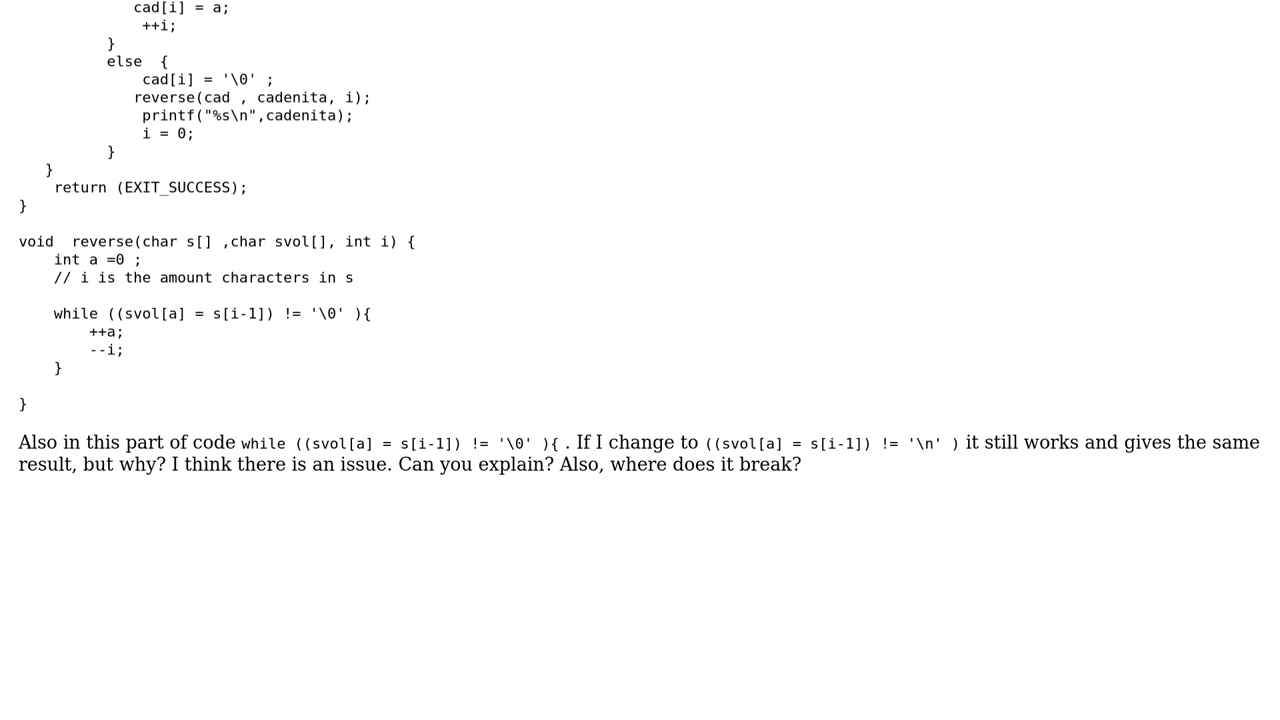 cad[i] = a;
++i;
}
else  {
cad[i] = '\0' ;
reverse(cad , cadenita, i);
printf("%s\n",cadenita);
i = 0;
}
}
return (EXIT_SUCCESS);
}
void  reverse(char s[] ,char svol[], int i) {
int a =0 ;
// i is the amount characters in s
while ((svol[a] = s[i-1]) != '\0' ){
++a;
--i;
}
}
Also in this part of code while ((svol[a] = s[i-1]) != '\0' ){ . If I change to ((svol[a] = s[i-1]) != '\n' ) it still works and gives the same
result, but why? I think there is an issue. Can you explain? Also, where does it break?